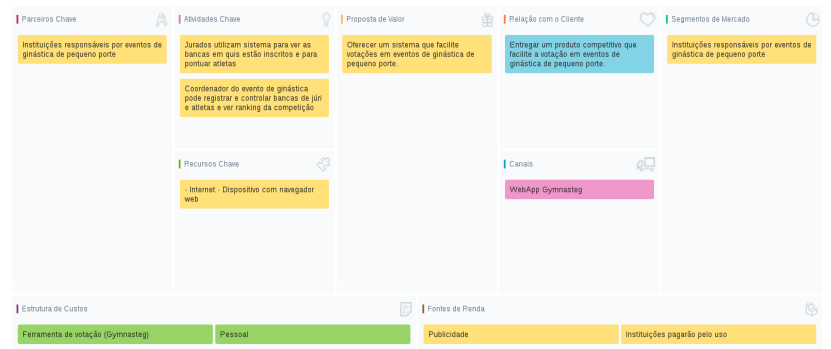 Parceiros Chave
Instituições responsáveis por eventos de
ginástica de pequeno porte
Atividades Chave
Jurados utilizam sistema para ver as
bancas em quis estão inscritos e para
pontuar atletas
Coordenador do evento de ginástica
pode registrar e controlar bancas de júri
e atletas e ver ranking da competição
Recursos Chave
- Internet - Dispositivo com navegador
web
Proposta de Valor
Oferecer um sistema que facilite
votações em eventos de ginástica de
pequeno porte.
Relação com o Cliente
Entregar um produto competitivo que
facilite a votação em eventos de
ginástica de pequeno porte.
Canais
WebApp Gymnasteg
Segmentos de Mercado
Instituições responsáveis por eventos de
ginástica de pequeno porte
Estrutura de Custos
Ferramenta de votação (Gymnasteg)
Pessoal
Fontes de Renda
Publicidade
Instituições pagarão pelo uso